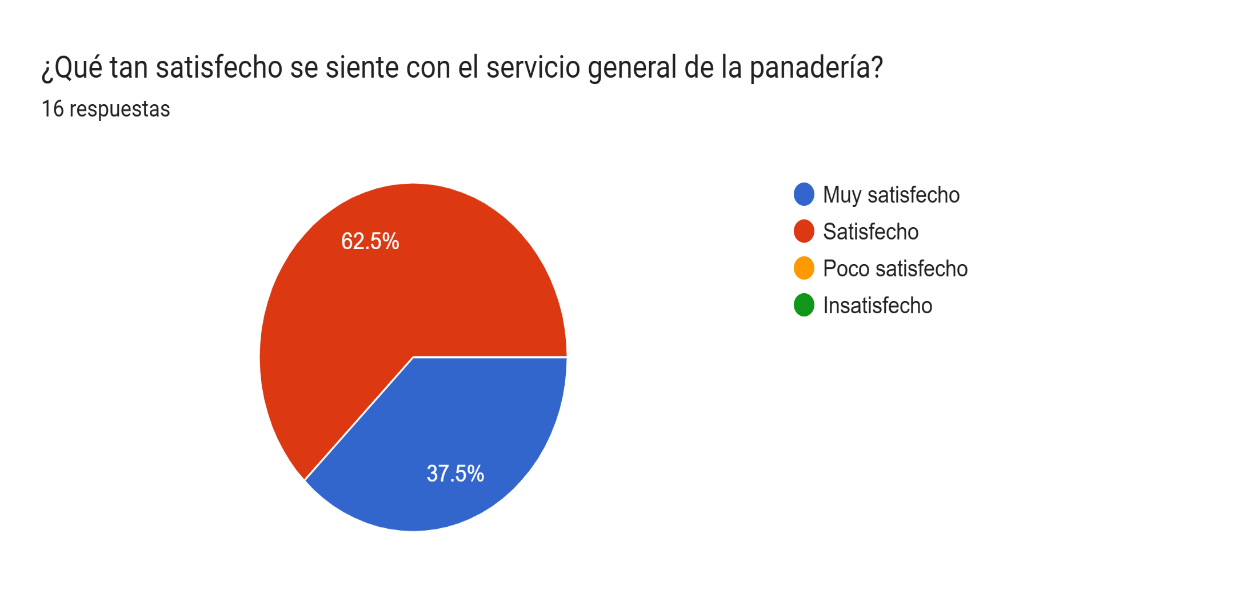 ¿Qué tan satisfecho se siente con el servicio general de la panadería?
16 respuestas
62.5%
37.5%
Muy satisfecho
Satisfecho
Poco satisfecho
Insatisfecho